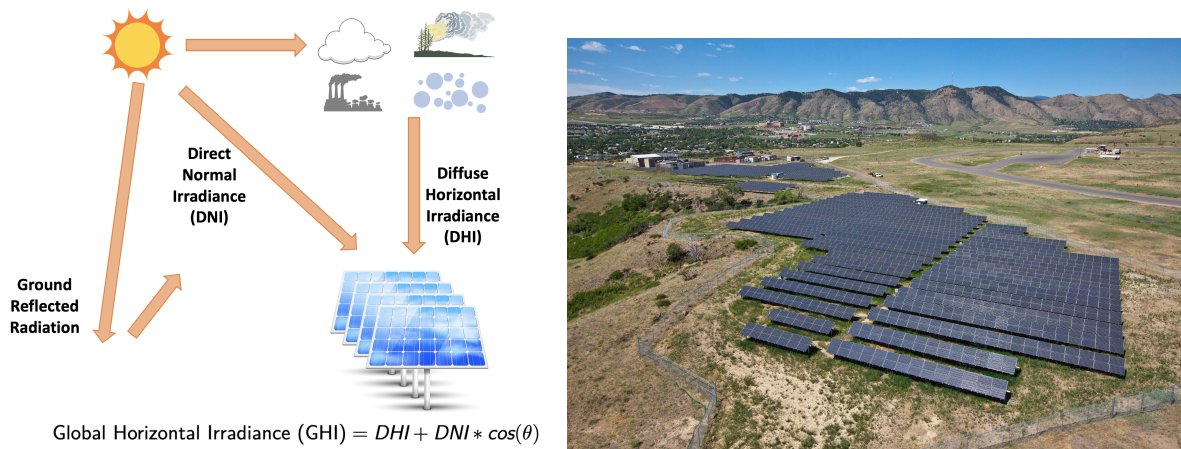 Direct
Normal
Irradiance
(DNI)
Diffuse
Horizontal
Irradiance
(DHI)
Ground
Reflected
Radiation
Global Horizontal Irradiance (GHI) = DHI + DNI * cos(θ)